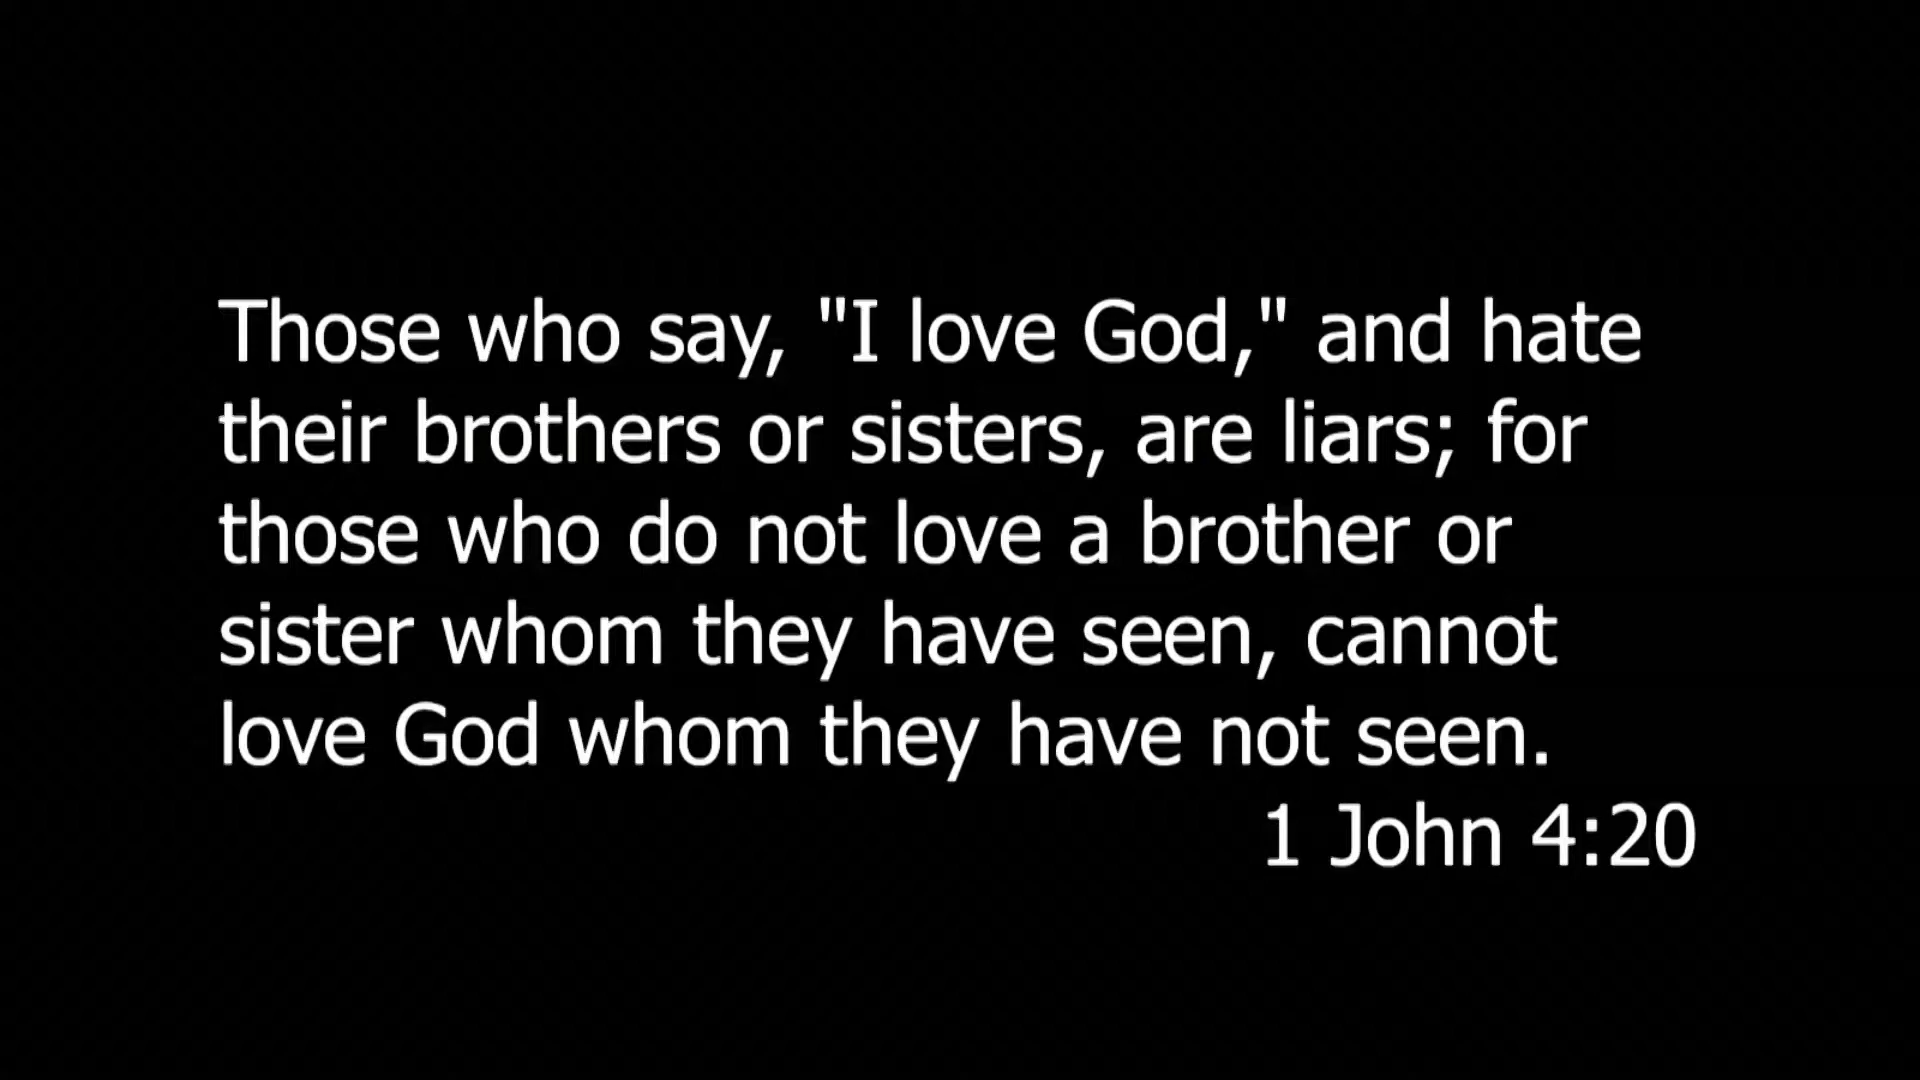 Those who say, "I love God," and hate
their brothers or sisters, are liars; for
those who do not love a brother or
sister whom they have seen, cannot
love God whom they have not seen.
1 John 4:20